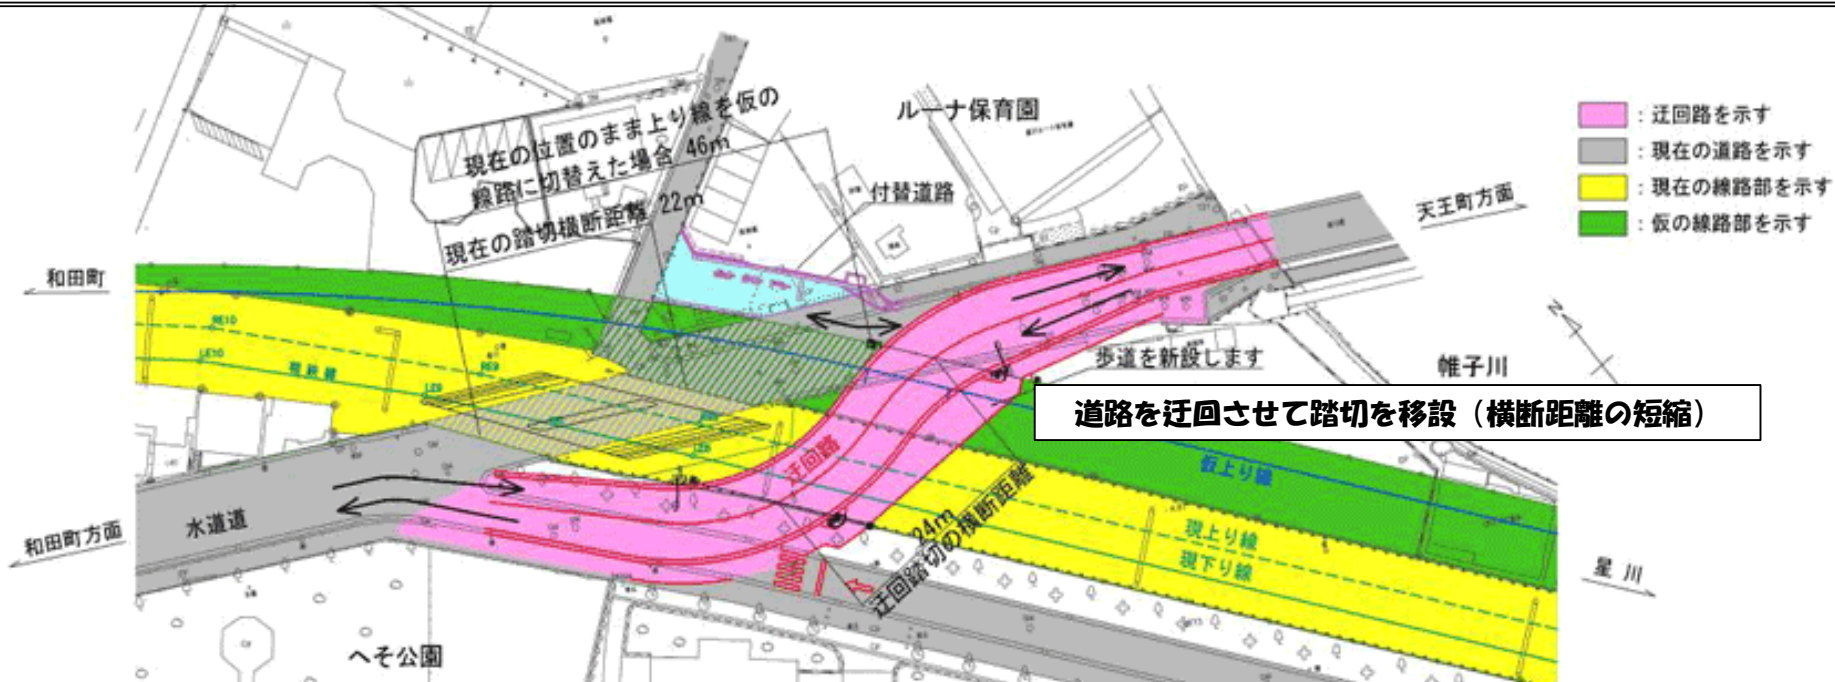 現在の位置のまま上り線を仮の
線路に切替えた場合 46m
現在の踏切横断距離 22m
ルーナ保育園
付替道路
天王町方面
：迂回路を示す
：現在の道路を示す
：現在の線路部を示す
：仮の線路部を示す
和田町
RE10
LE10
RE9
LE9
相鉄線
歩道を新設します
帷子川
N
道路を迂回させて踏切を移設（横断距離の短縮）
迂回路
仮上り線
現上り線
現下り線
24m
迂回踏切の横断距離
水道道
和田町方面
星川
へそ公園